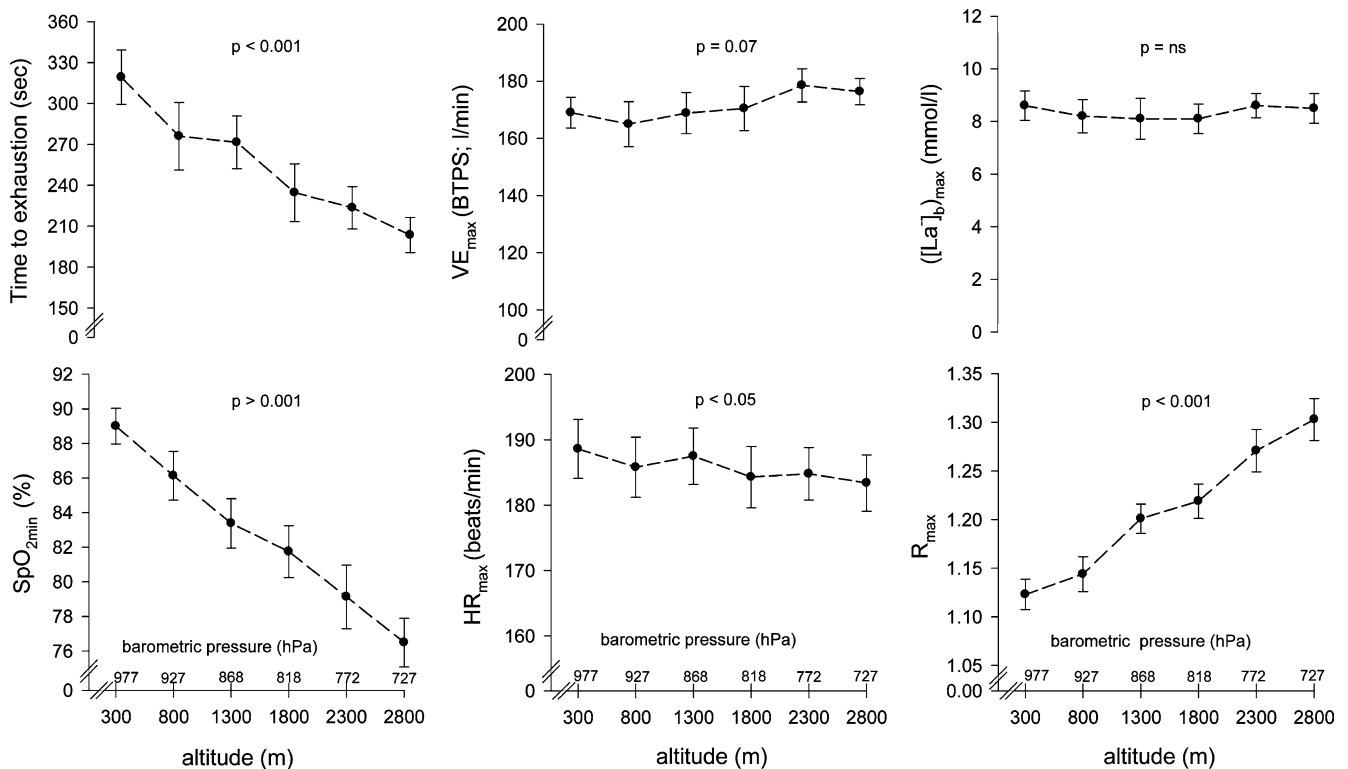 Time to exhaustion (sec)
360
330
300
270
240
210
180
150
0
p < 0.001
VEmax (BTPS; l/min)
200
180
160
140
120
100
0
p = 0.07
([La-]b)max (mmol/l)
12
10
8
6
4
2
0
p = ns
SpO2min (%)
92
90
88
86
84
82
80
78
76
0
p > 0.001
barometric pressure (hPa)
977 927 868 818 772 727
300 800 1300 1800 2300 2800
altitude (m)
HRmax (beats/min)
200
190
180
170
160
0
p < 0.05
barometric pressure (hPa)
977 927 868 818 772 727
300 800 1300 1800 2300 2800
altitude (m)
Rmax
1.35
1.30
1.25
1.20
1.15
1.10
1.05
0.00
p < 0.001
barometric pressure (hPa)
977 927 868 818 772 727
300 800 1300 1800 2300 2800
altitude (m)